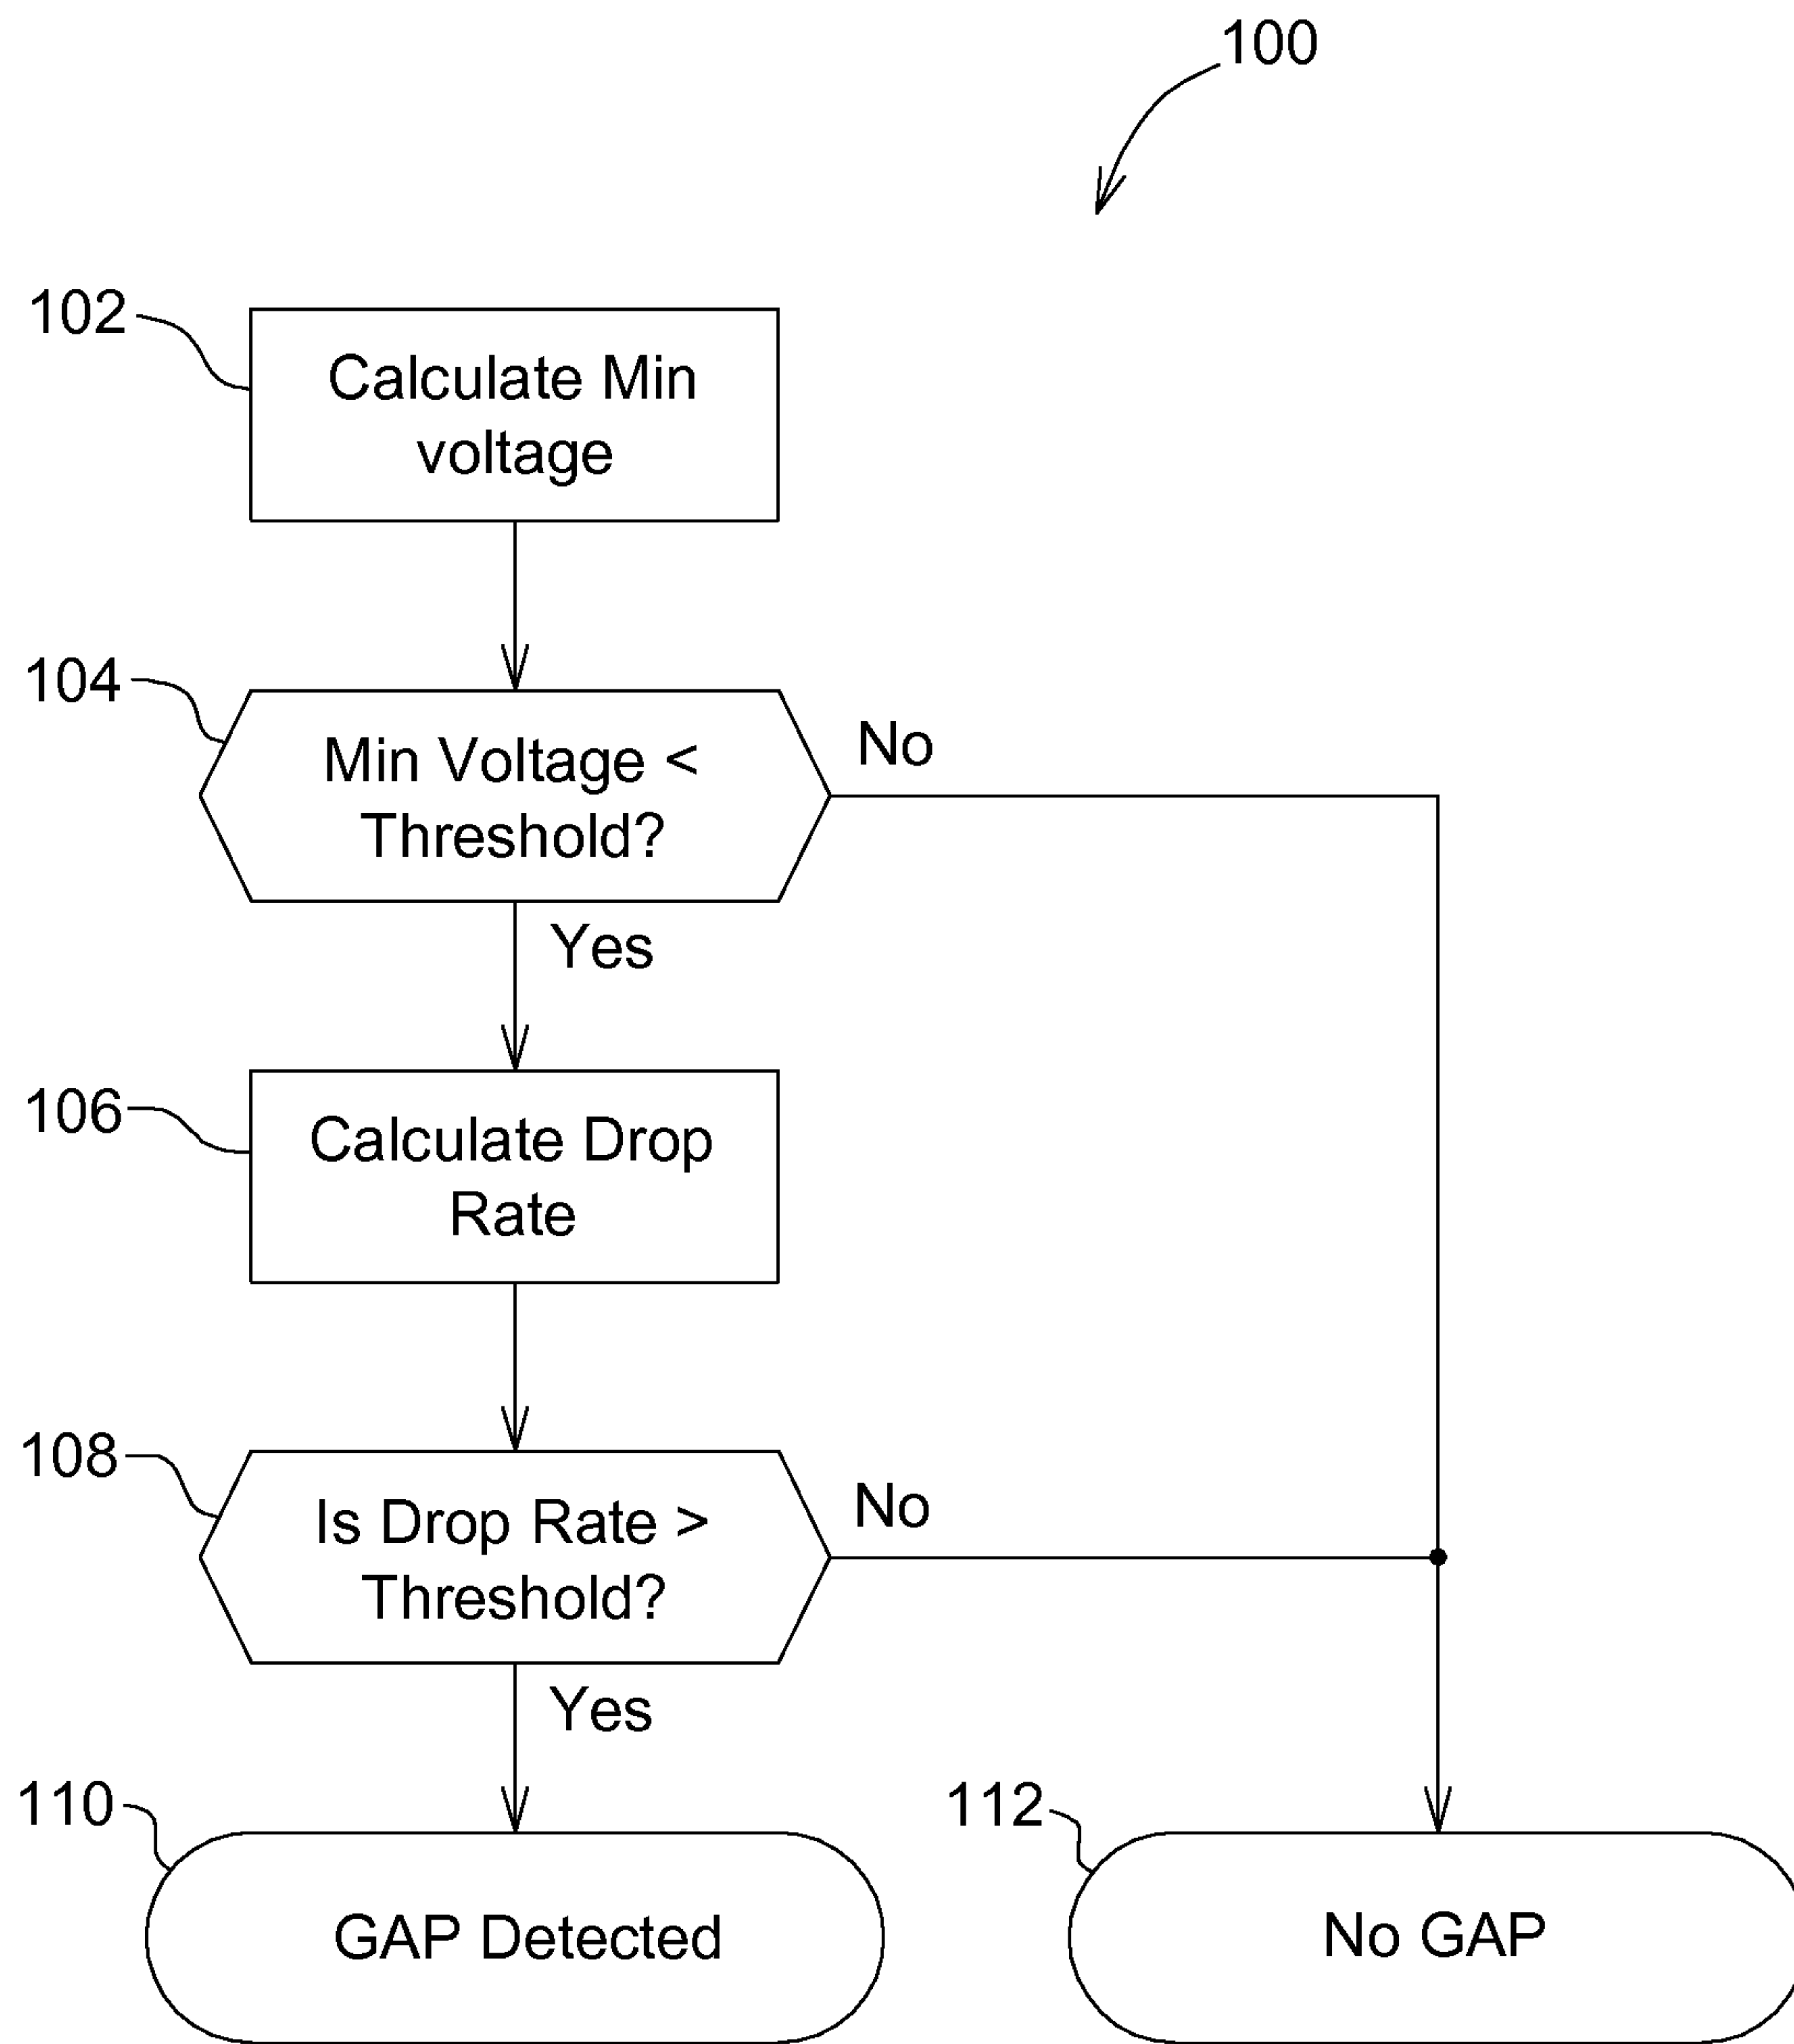 100
102
Calculate Min
voltage
104
Min Voltage <
Threshold?
No
Yes
106
Calculate Drop
Rate
108
Is Drop Rate >
Threshold?
No
Yes
110
GAP Detected
112
No GAP